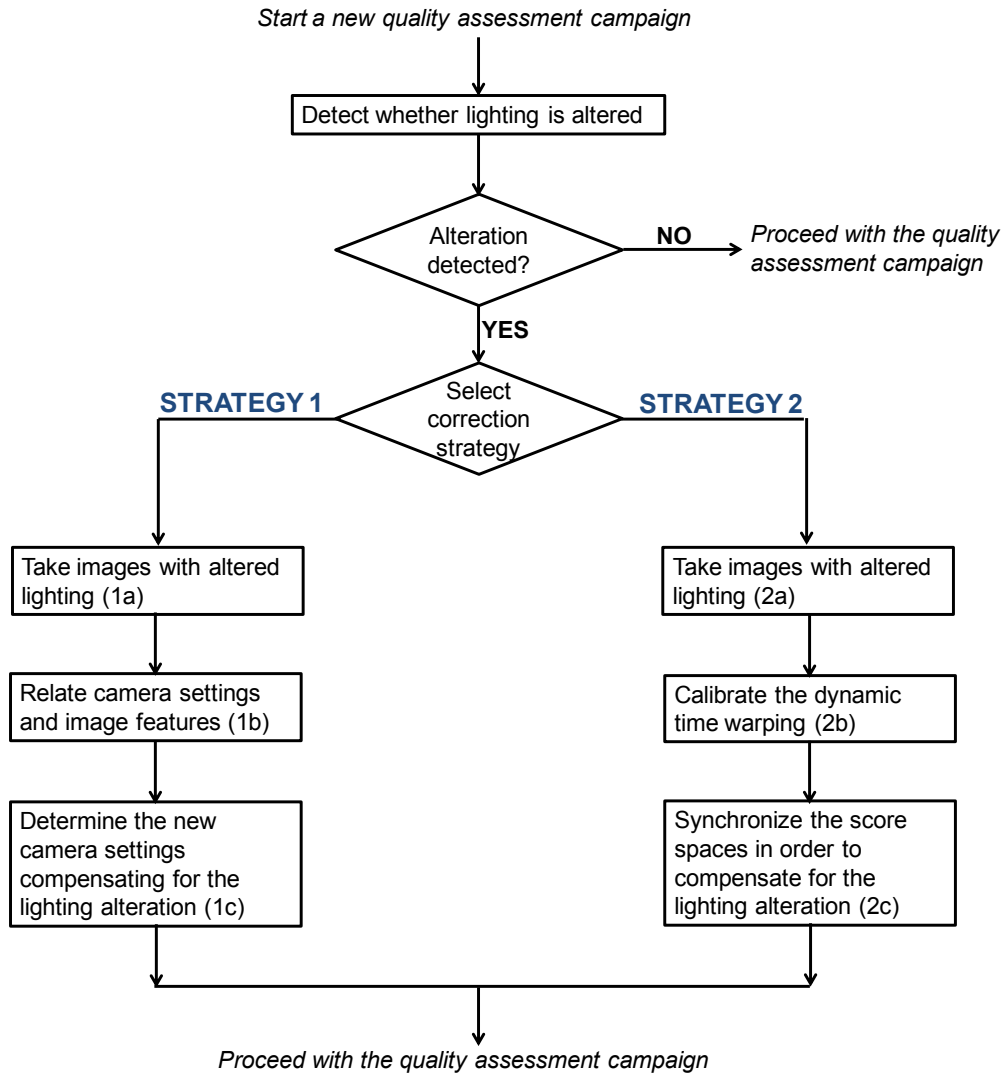 Start a new quality assessment campaign
Detect whether lighting is altered
Alteration
detected?
NO
Proceed with the quality
assessment campaign
YES
Select
correction
strategy
STRATEGY 1
STRATEGY 2
Take images with altered
lighting (1a)
Relate camera settings
and image features (1b)
Determine the new
camera settings
compensating for the
lighting alteration (1c)
Take images with altered
lighting (2a)
Calibrate the dynamic
time warping (2b)
Synchronize the score
spaces in order to
compensate for the
lighting alteration (2c)
Proceed with the quality assessment campaign